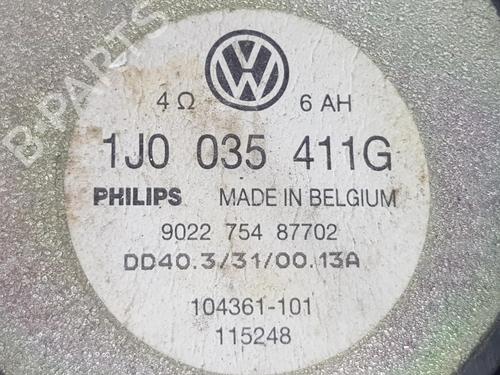 B-PARTS
4 Ω 6 AH
1J0 035 411G
PHILIPS MADE IN BELGIUM
9022 754 87702
DD40.3/31/00.13A
104361-101
115248